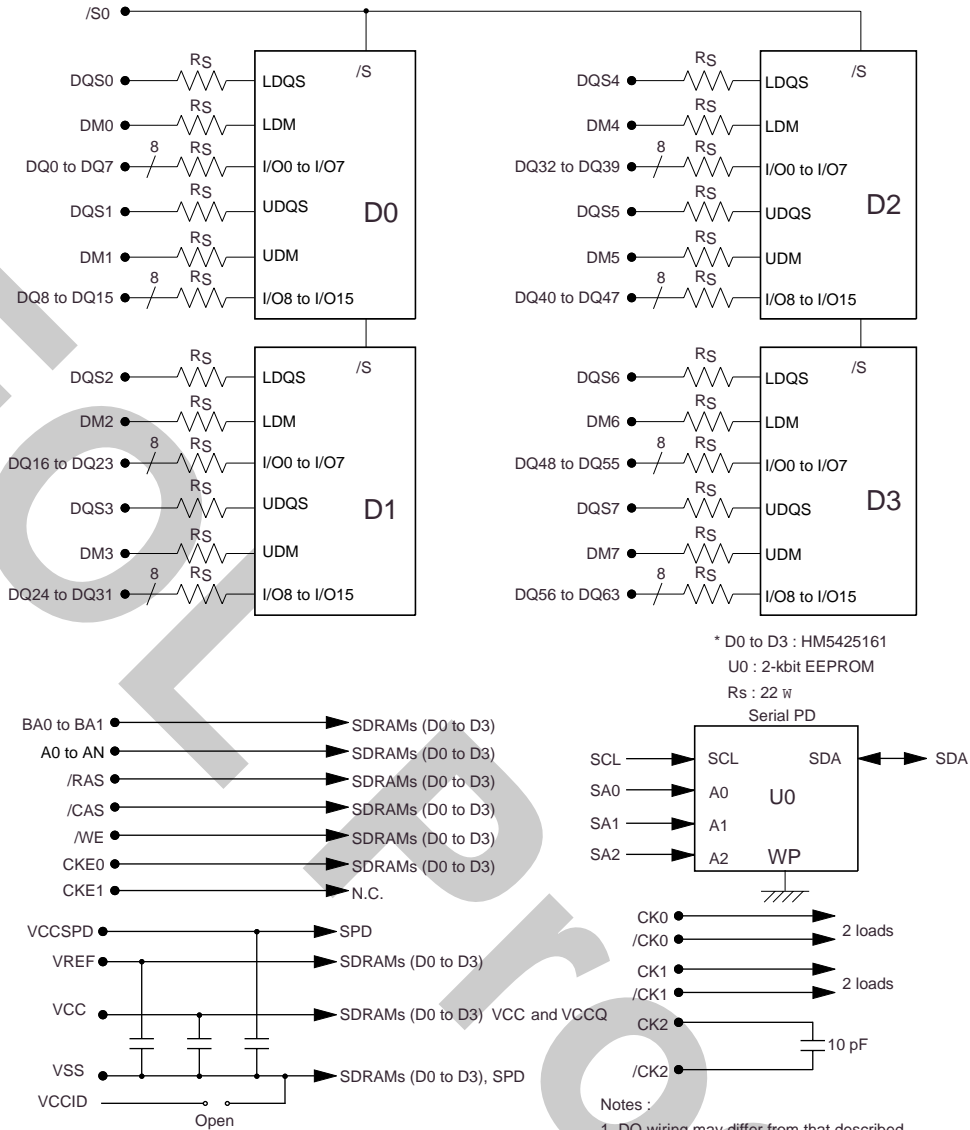 /S0
DQS0 RS LDQS /S
DM0 RS LDM
DQ0 to DQ7 8 RS I/O0 to I/O7
DQS1 RS UDQS D0
DM1 RS UDM
DQ8 to DQ15 8 RS I/O8 to I/O15
DQS4 RS LDQS /S
DM4 RS LDM
DQ32 to DQ39 8 RS I/O0 to I/O7
DQS5 RS UDQS D2
DM5 RS UDM
DQ40 to DQ47 8 RS I/O8 to I/O15
DQS2 RS LDQS /S
DM2 RS LDM
DQ16 to DQ23 8 RS I/O0 to I/O7
DQS3 RS UDQS D1
DM3 RS UDM
DQ24 to DQ31 8 RS I/O8 to I/O15
DQS6 RS LDQS /S
DM6 RS LDM
DQ48 to DQ55 8 RS I/O0 to I/O7
DQS7 RS UDQS D3
DM7 RS UDM
DQ56 to DQ63 8 RS I/O8 to I/O15
* D0 to D3 : HM5425161
U0 : 2-kbit EEPROM
Rs : 22 W
BA0 to BA1 SDRAMs (D0 to D3)
A0 to AN SDRAMs (D0 to D3)
/RAS SDRAMs (D0 to D3)
/CAS SDRAMs (D0 to D3)
/WE SDRAMs (D0 to D3)
CKE0 SDRAMs (D0 to D3)
CKE1 N.C.
VCCSPD SPD
VREF SDRAMs (D0 to D3)
VCC SDRAMs (D0 to D3) VCC and VCCQ
VSS SDRAMs (D0 to D3), SPD
VCCID Open
Serial PD
SCL SCL SDA SDA
SA0 A0 U0
SA1 A1
SA2 A2 WP
CK0
/CK0 2 loads
CK1
/CK1 2 loads
CK2
10 pF
/CK2
Notes :
1. DQ wiring may differ from that described